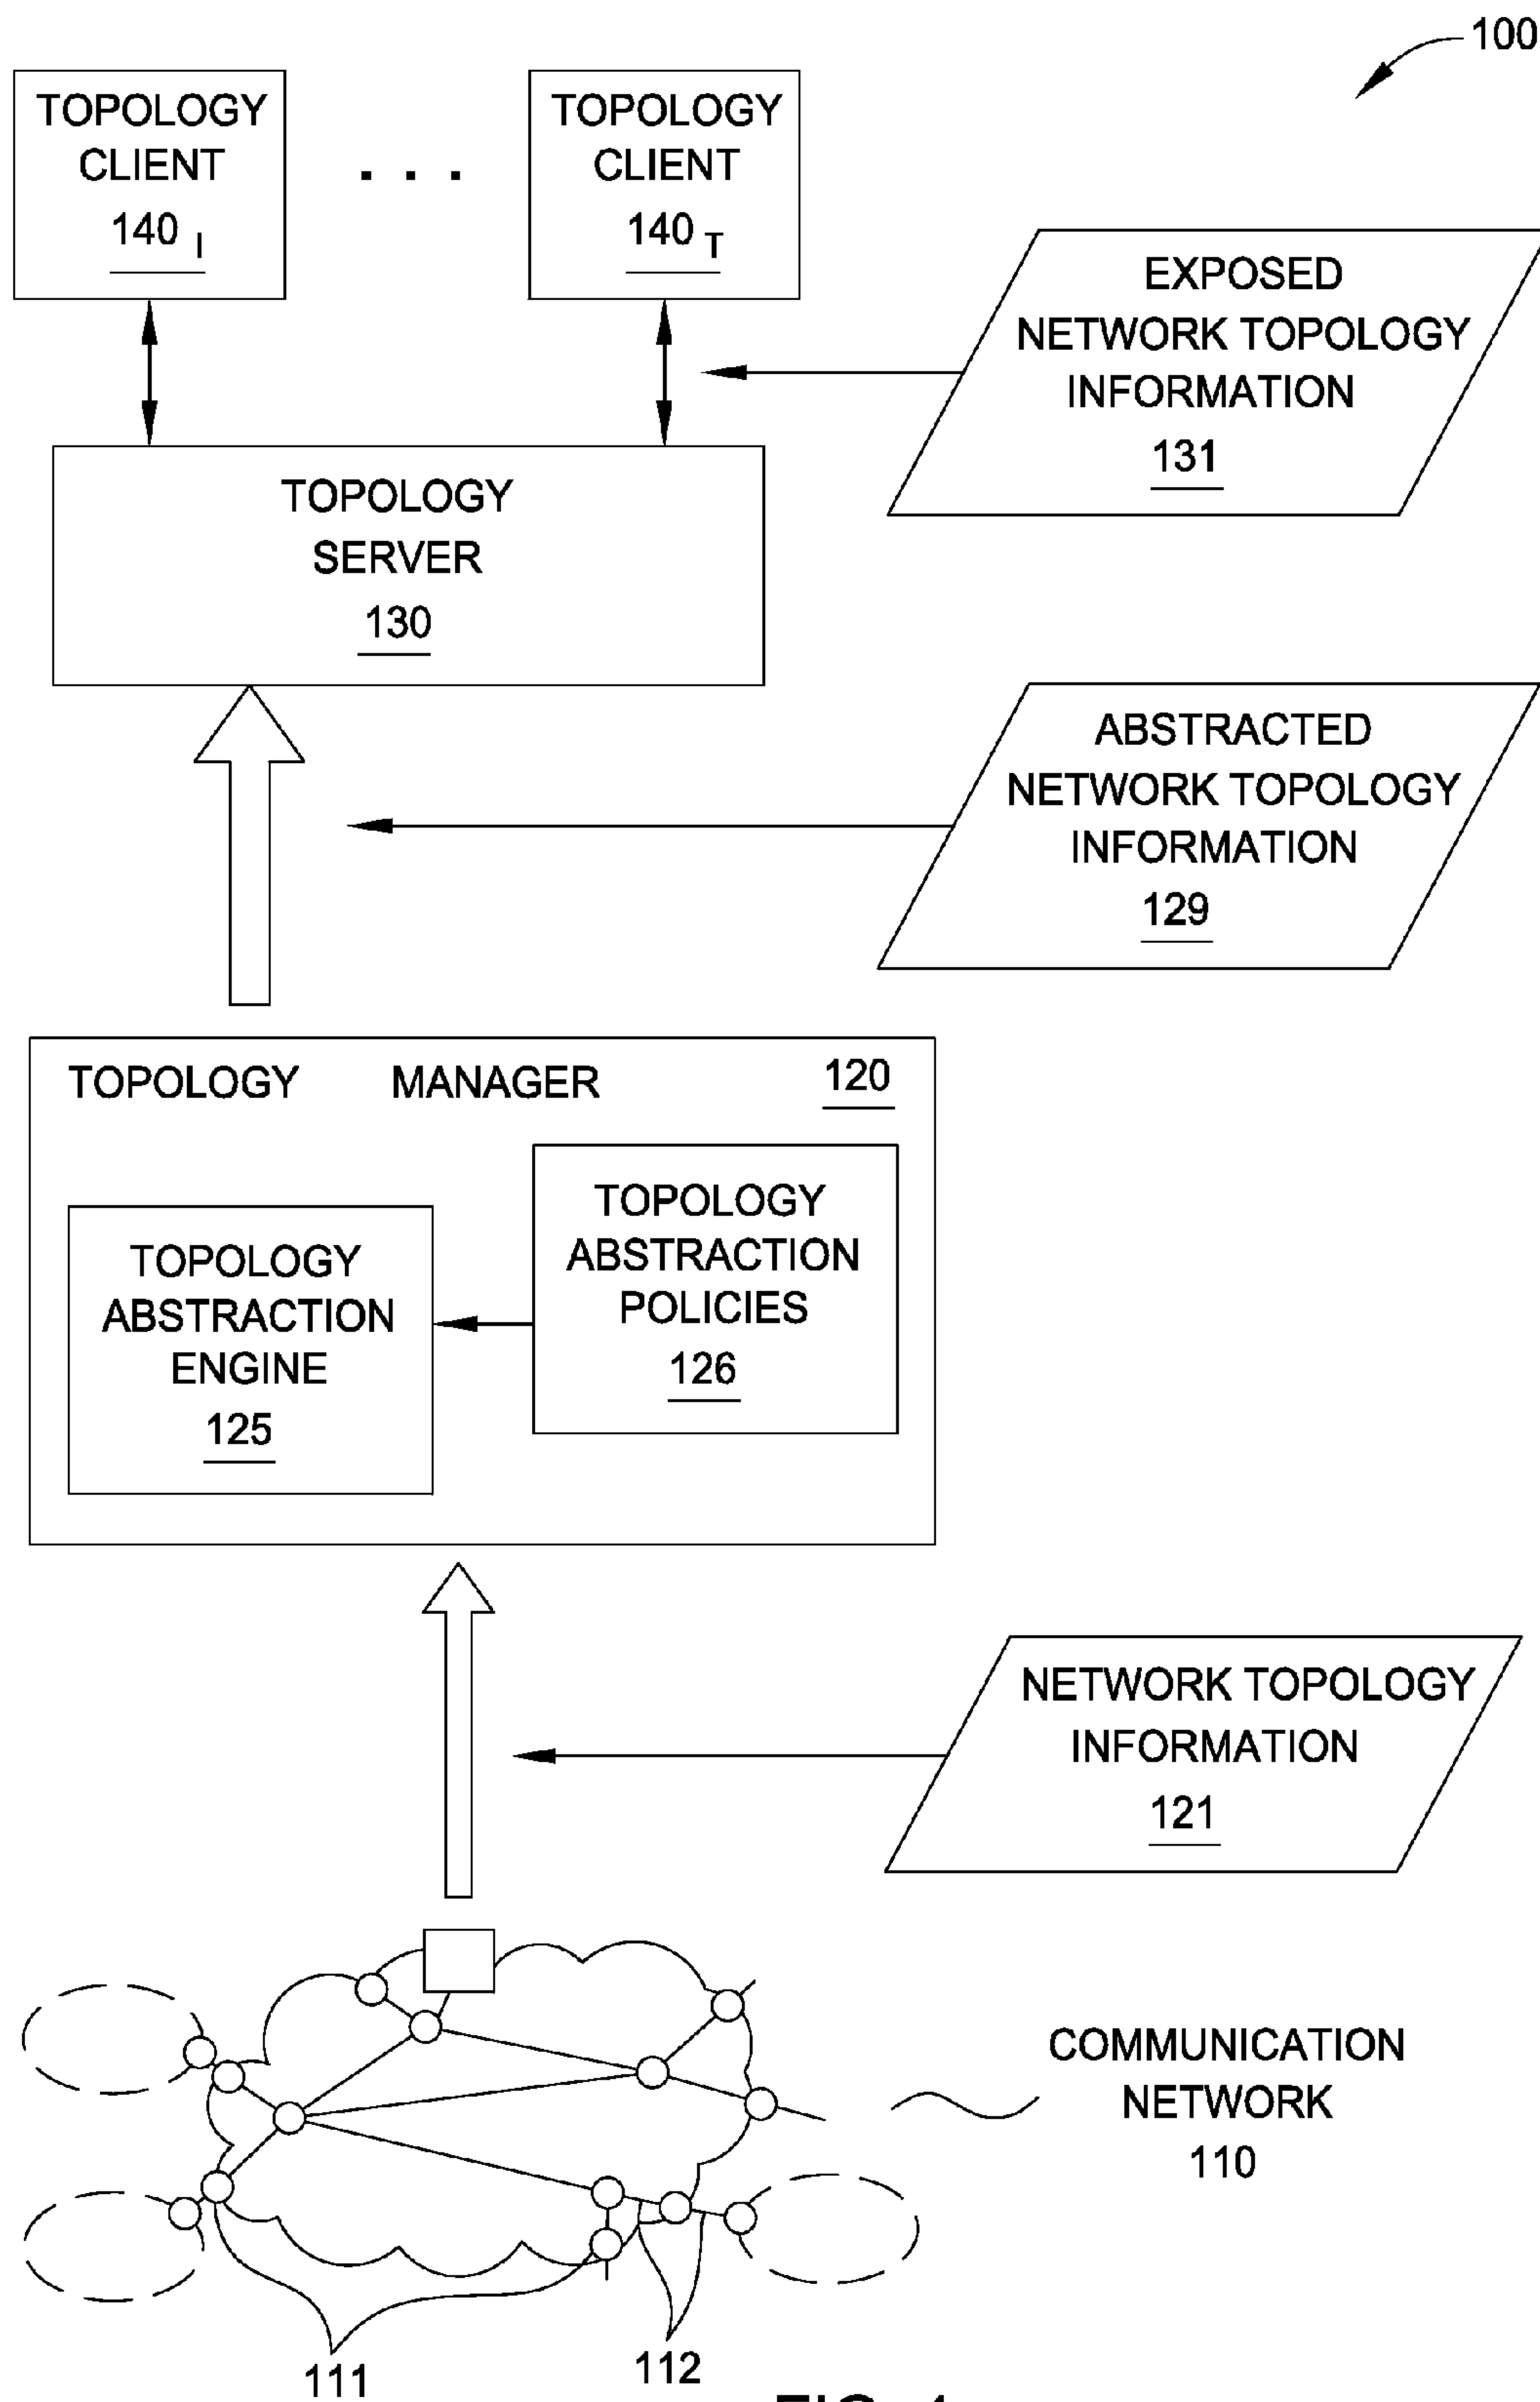 100
TOPOLOGY
CLIENT
140 I
. . .
TOPOLOGY
CLIENT
140 T
EXPOSED
NETWORK TOPOLOGY
INFORMATION
131
TOPOLOGY
SERVER
130
ABSTRACTED
NETWORK TOPOLOGY
INFORMATION
129
TOPOLOGY MANAGER 120
TOPOLOGY
ABSTRACTION
ENGINE
125
TOPOLOGY
ABSTRACTION
POLICIES
126
NETWORK TOPOLOGY
INFORMATION
121
COMMUNICATION
NETWORK
110
111
112